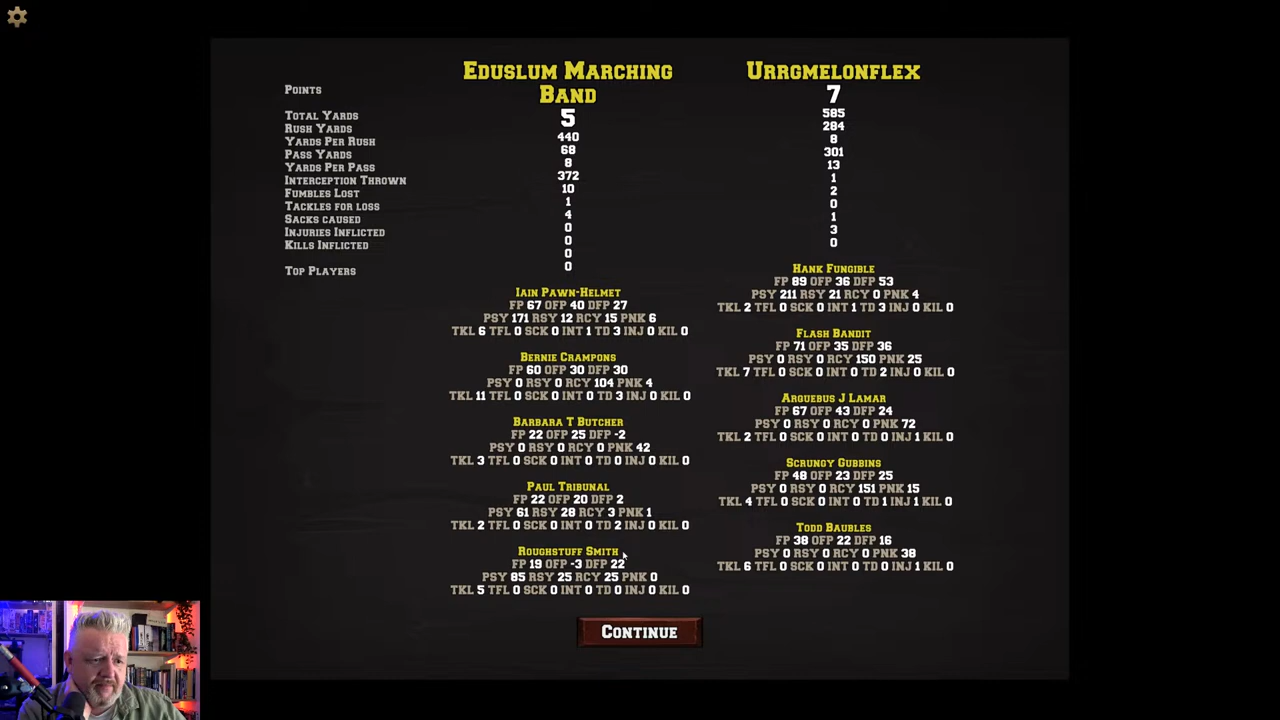 Points
Total Yards
Rush Yards
Yards Per Rush
Pass Yards
Yards Per Pass
Interception Thrown
Fumbles Lost
Tackles for loss
Sacks caused
Injuries Inflicted
Kills Inflicted
Top Players
Eduslum Marching
Band
5
440
68
8
372
10
1
4
0
0
0
0
Iain Pawn-Helmet
FP 67 OFP 40 DFP 27
PSY 171 RSY 12 RCY 15 PNK 6
TKL 6 TFL 0 SCK 0 INT 1 TD 3 INJ 0 KIL 0
Bernie Crampons
FP 60 OFP 30 DFP 30
PSY 0 RSY 0 RCY 104 PNK 4
TKL 11 TFL 0 SCK 0 INT 0 TD 3 INJ 0 KIL 0
Barbara T Butcher
FP 22 OFP 25 DFP -2
PSY 0 RSY 0 RCY 0 PNK 42
TKL 3 TFL 0 SCK 0 INT 0 TD 0 INJ 0 KIL 0
Paul Tribunal
FP 22 OFP 20 DFP 2
PSY 61 RSY 28 RCY 3 PNK 1
TKL 2 TFL 0 SCK 0 INT 0 TD 2 INJ 0 KIL 0
Roughstuff Smith
FP 19 OFP -3 DFP 22
PSY 85 RSY 25 RCY 25 PNK 0
TKL 5 TFL 0 SCK 0 INT 0 TD 0 INJ 0 KIL 0
Urrgmelonflex
7
585
284
8
301
13
1
2
0
1
3
0
Hank Fungible
FP 89 OFP 36 DFP 53
PSY 211 RSY 21 RCY 0 PNK 4
TKL 2 TFL 0 SCK 0 INT 1 TD 3 INJ 0 KIL 0
Flash Bandit
FP 71 OFP 35 DFP 36
PSY 0 RSY 0 RCY 150 PNK 25
TKL 7 TFL 0 SCK 0 INT 0 TD 2 INJ 0 KIL 0
Arguebus J Lamar
FP 67 OFP 43 DFP 24
PSY 0 RSY 0 RCY 0 PNK 72
TKL 2 TFL 0 SCK 0 INT 0 TD 0 INJ 1 KIL 0
Scrungy Gubbins
FP 48 OFP 23 DFP 25
PSY 0 RSY 0 RCY 151 PNK 15
TKL 4 TFL 0 SCK 0 INT 0 TD 1 INJ 1 KIL 0
Todd Baubles
FP 38 OFP 22 DFP 16
PSY 0 RSY 0 RCY 0 PNK 38
TKL 6 TFL 0 SCK 0 INT 0 TD 0 INJ 1 KIL 0
Continue